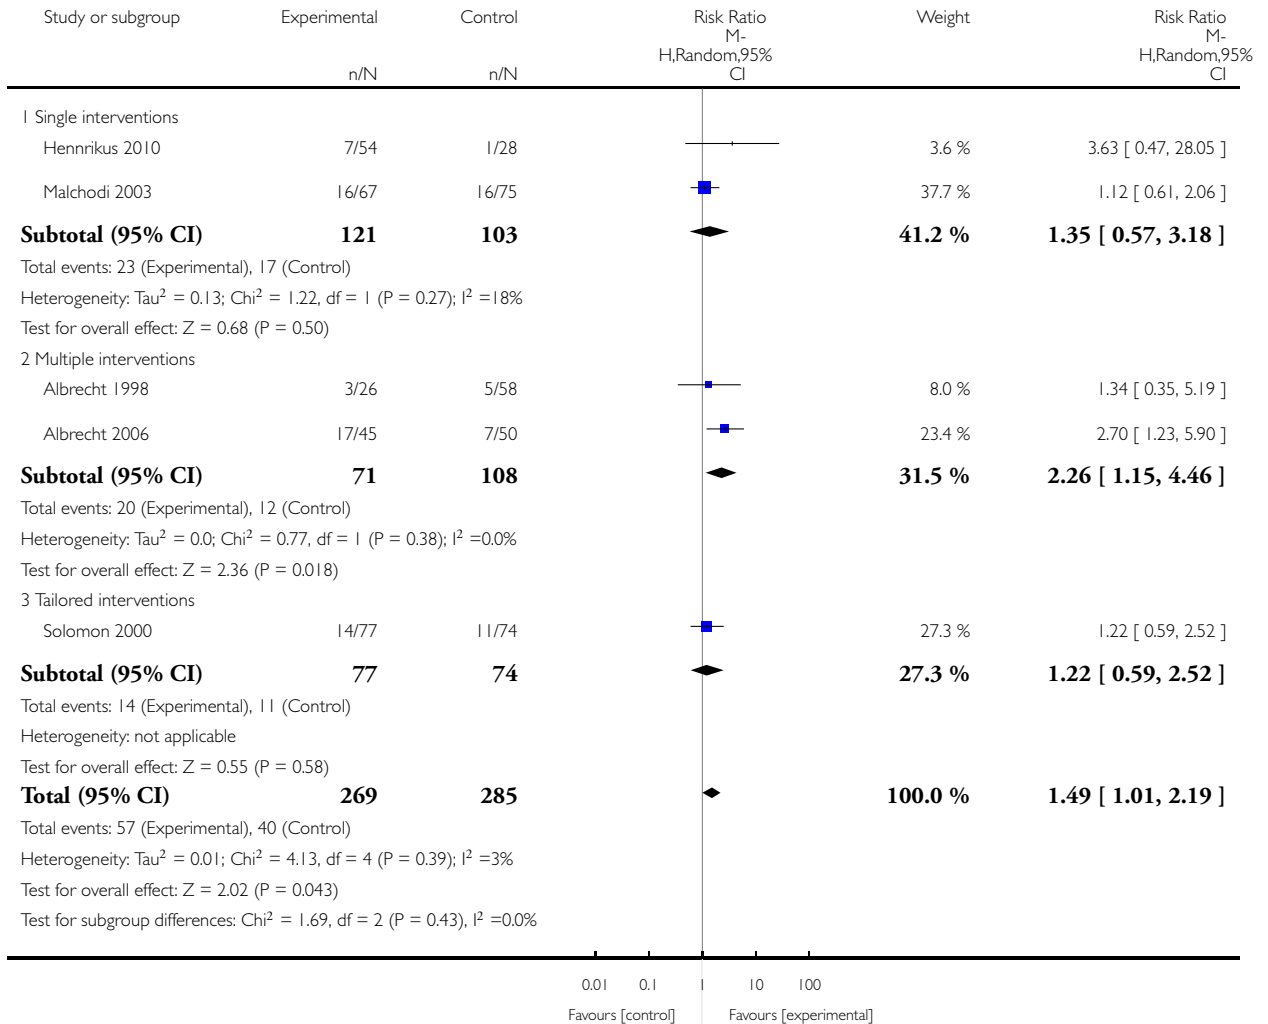 Study or subgroup Experimental Control Risk Ratio Weight Risk Ratio
M- M-
H,Random,95% H,Random,95%
n/N n/N CI CI
1 Single interventions
Hennrikus 2010 7/54 1/28 3.6 % 3.63 [ 0.47, 28.05 ]
Malchodi 2003 16/67 16/75 37.7 % 1.12 [ 0.61, 2.06 ]
Subtotal (95% CI) 121 103 41.2 % 1.35 [ 0.57, 3.18 ]
Total events: 23 (Experimental), 17 (Control)
Heterogeneity: Tau² = 0.13; Chi² = 1.22, df = 1 (P = 0.27); I² =18%
Test for overall effect: Z = 0.68 (P = 0.50)
2 Multiple interventions
Albrecht 1998 3/26 5/58 8.0 % 1.34 [ 0.35, 5.19 ]
Albrecht 2006 17/45 7/50 23.4 % 2.70 [ 1.23, 5.90 ]
Subtotal (95% CI) 71 108 31.5 % 2.26 [ 1.15, 4.46 ]
Total events: 20 (Experimental), 12 (Control)
Heterogeneity: Tau² = 0.0; Chi² = 0.77, df = 1 (P = 0.38); I² =0.0%
Test for overall effect: Z = 2.36 (P = 0.018)
3 Tailored interventions
Solomon 2000 14/77 11/74 27.3 % 1.22 [ 0.59, 2.52 ]
Subtotal (95% CI) 77 74 27.3 % 1.22 [ 0.59, 2.52 ]
Total events: 14 (Experimental), 11 (Control)
Heterogeneity: not applicable
Test for overall effect: Z = 0.55 (P = 0.58)
Total (95% CI) 269 285 100.0 % 1.49 [ 1.01, 2.19 ]
Total events: 57 (Experimental), 40 (Control)
Heterogeneity: Tau² = 0.01; Chi² = 4.13, df = 4 (P = 0.39); I² =3%
Test for overall effect: Z = 2.02 (P = 0.043)
Test for subgroup differences: Chi² = 1.69, df = 2 (P = 0.43), I² =0.0%
0.01 0.1 1 10 100
Favours [control] Favours [experimental]